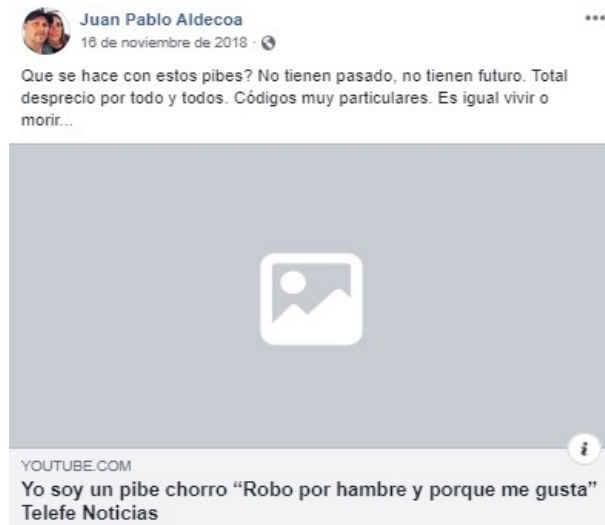 Juan Pablo Aldecoa
16 de noviembre de 2018 ·
Que se hace con estos pibes? No tienen pasado, no tienen futuro. Total
desprecio por todo y todos. Códigos muy particulares. Es igual vivir o
morir...
i
YOUTUBE.COM
Yo soy un pibe chorro “Robo por hambre y porque me gusta”
Telefe Noticias